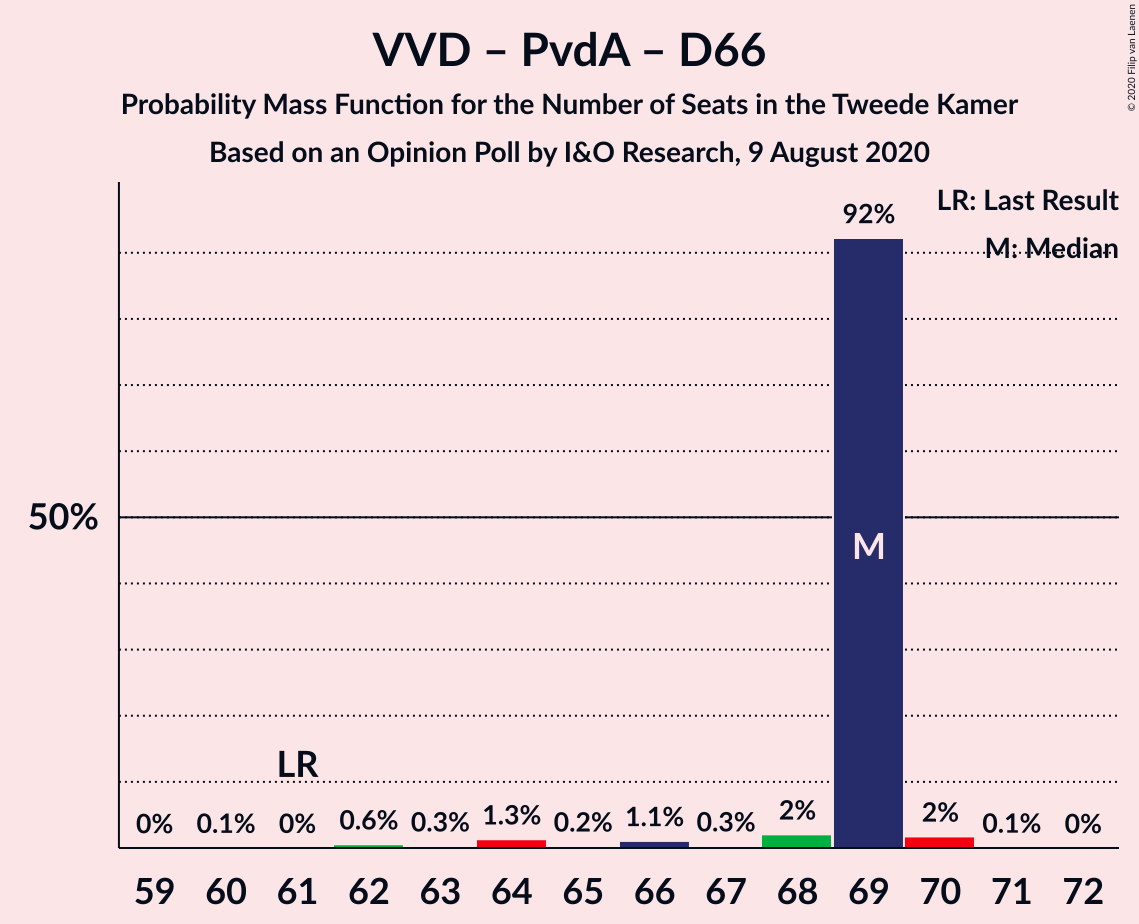 VVD – PvdA – D66
Probability Mass Function for the Number of Seats in the Tweede Kamer
Based on an Opinion Poll by I&O Research, 9 August 2020
© 2020 Filip van Laenen
LR: Last Result
M: Median
92%
50%
M
LR
0% 0.1% 0% 0.6% 0.3% 1.3% 0.2% 1.1% 0.3% 2% 2% 0.1% 0%
59 60 61 62 63 64 65 66 67 68 69 70 71 72